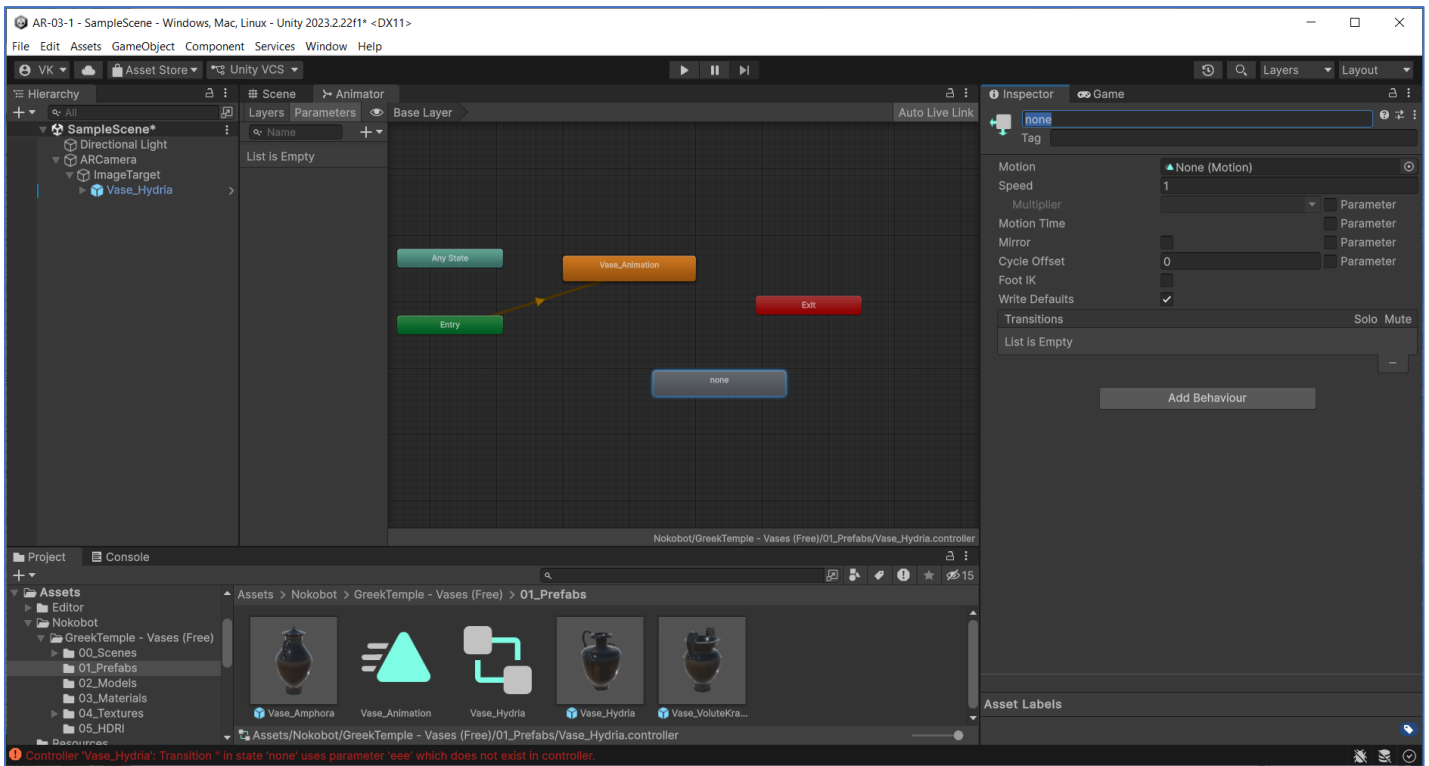 AR-03-1 - SampleScene - Windows, Mac, Linux - Unity 2023.2.22f1* <DX11>
File Edit Assets GameObject Component Services Window Help
VK Asset Store Unity VCS Layers Layout
Hierarchy
All
SampleScene*
Directional Light
ARCamera
ImageTarget
Vase_Hydria
Scene Animator
Layers Parameters Base Layer Auto Live Link
Name
List is Empty
Any State
Vase_Animation
Exit
Entry
none
Nokobot/GreekTemple - Vases (Free)/01_Prefabs/Vase_Hydria.controller
Inspector Game
none
Tag
Motion None (Motion)
Speed 1
Multiplier Parameter
Motion Time Parameter
Mirror Parameter
Cycle Offset 0 Parameter
Foot IK
Write Defaults
Transitions Solo Mute
List is Empty
Add Behaviour
Asset Labels
Project Console
15
Assets
Editor
Nokobot
GreekTemple - Vases (Free)
00_Scenes
01_Prefabs
02_Models
03_Materials
04_Textures
05_HDRI
Resources
Assets > Nokobot > GreekTemple - Vases (Free) > 01_Prefabs
Vase_Amphora Vase_Animation Vase_Hydria Vase_Hydria Vase_VoluteKra...
Assets/Nokobot/GreekTemple - Vases (Free)/01_Prefabs/Vase_Hydria.controller
Controller 'Vase_Hydria': Transition '' in state 'none' uses parameter 'eee' which does not exist in controller.